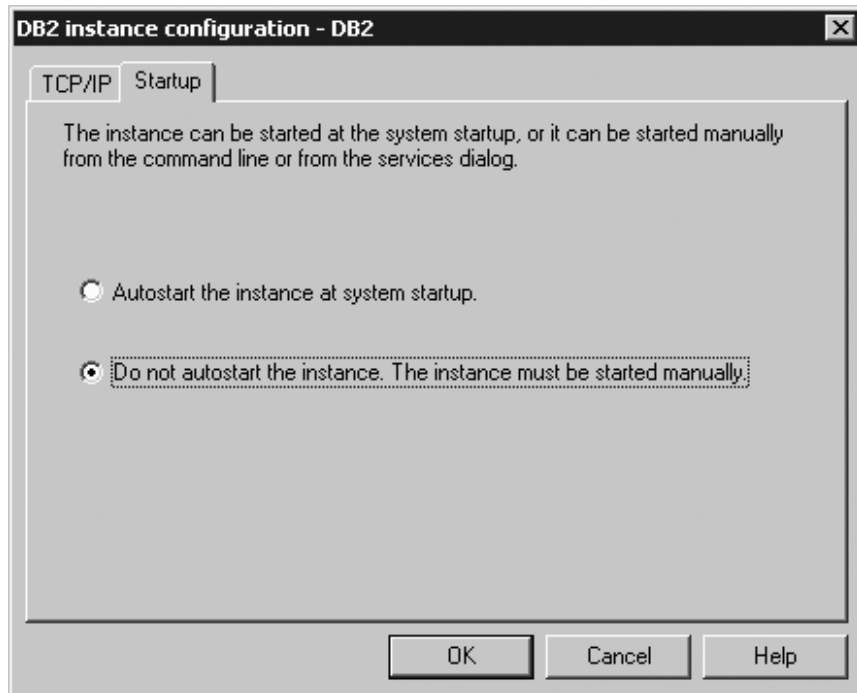 DB2 instance configuration - DB2
TCP/IP
Startup
The instance can be started at the system startup, or it can be started manually
from the command line or from the services dialog.
Autostart the instance at system startup.
Do not autostart the instance. The instance must be started manually.
OK
Cancel
Help